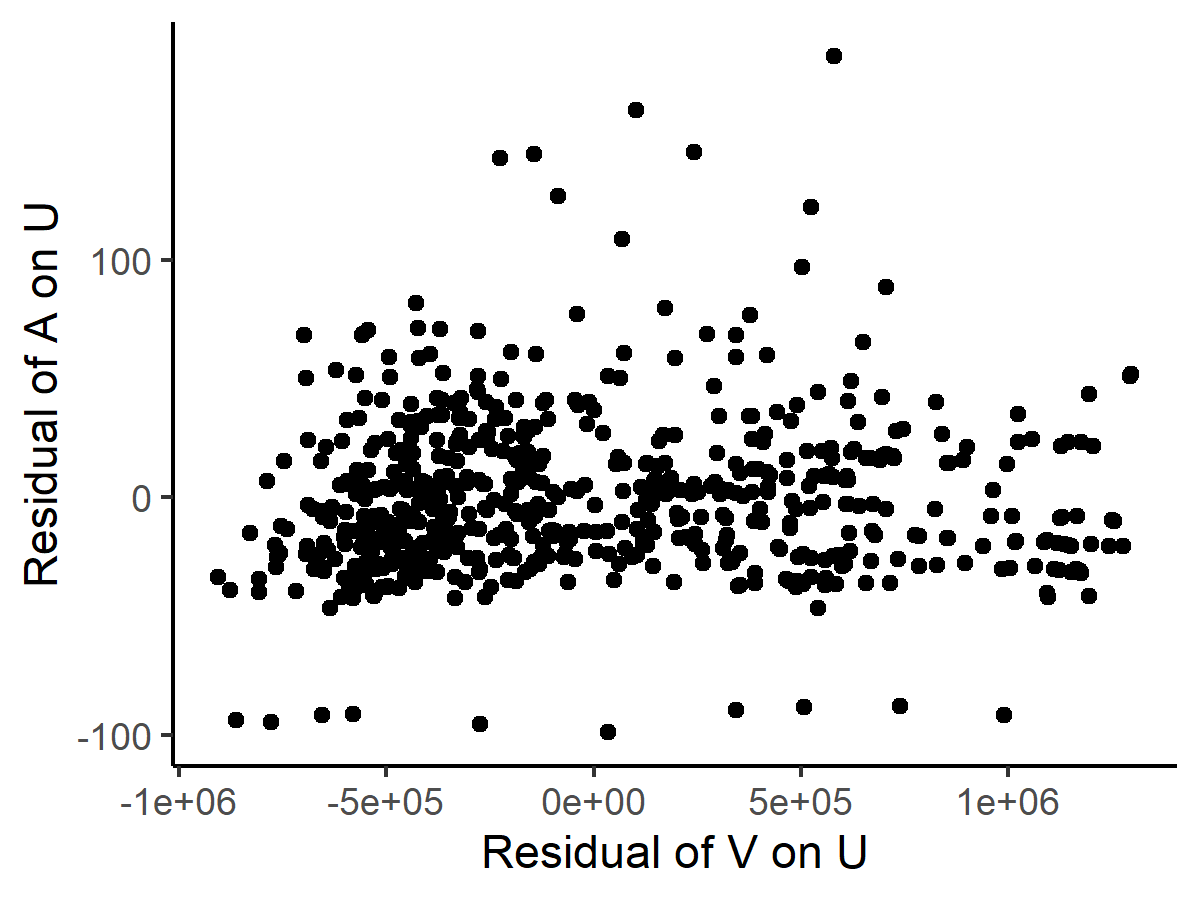 Residual of A on U
100
0
-100
-1e+06
-5e+05
0e+00
5e+05
1e+06
Residual of V on U